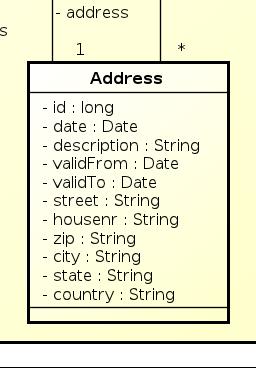 - address
s
1
*
Address
- id : long
- date : Date
- description : String
- validFrom : Date
- validTo : Date
- street : String
- housenr : String
- zip : String
- city : String
- state : String
- country : String